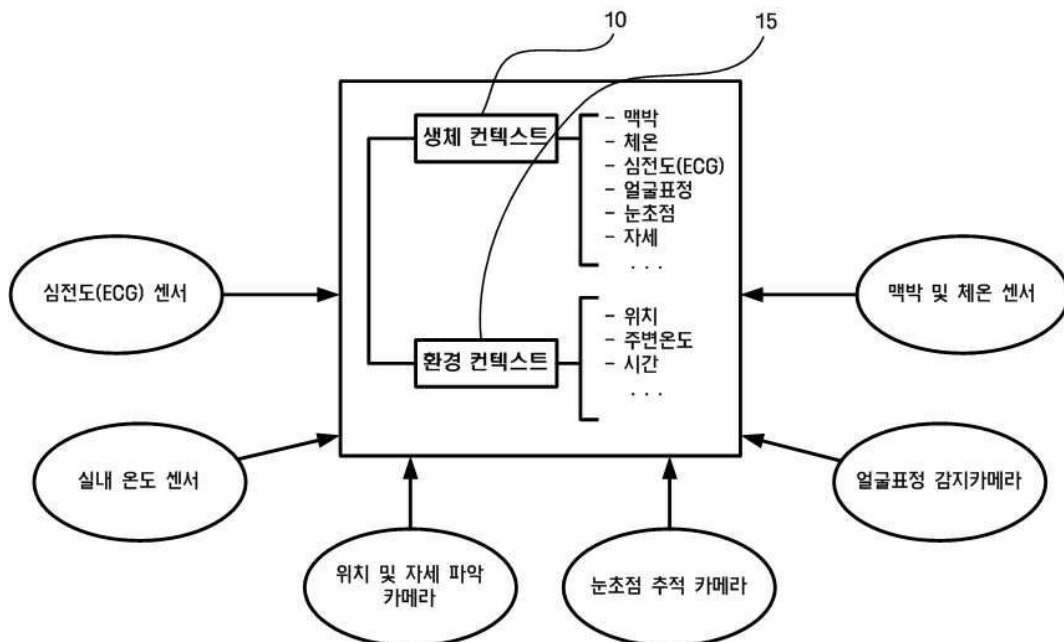 10
15
생체 컨텍스트
- 맥박
- 체온
- 심전도(ECG)
- 얼굴표정
- 눈초점
- 자세
. . .
심전도(ECG) 센서
맥박 및 체온 센서
환경 컨텍스트
- 위치
- 주변온도
- 시간
. . .
실내 온도 센서
얼굴표정 감지카메라
위치 및 자세 파악
카메라
눈초점 추적 카메라